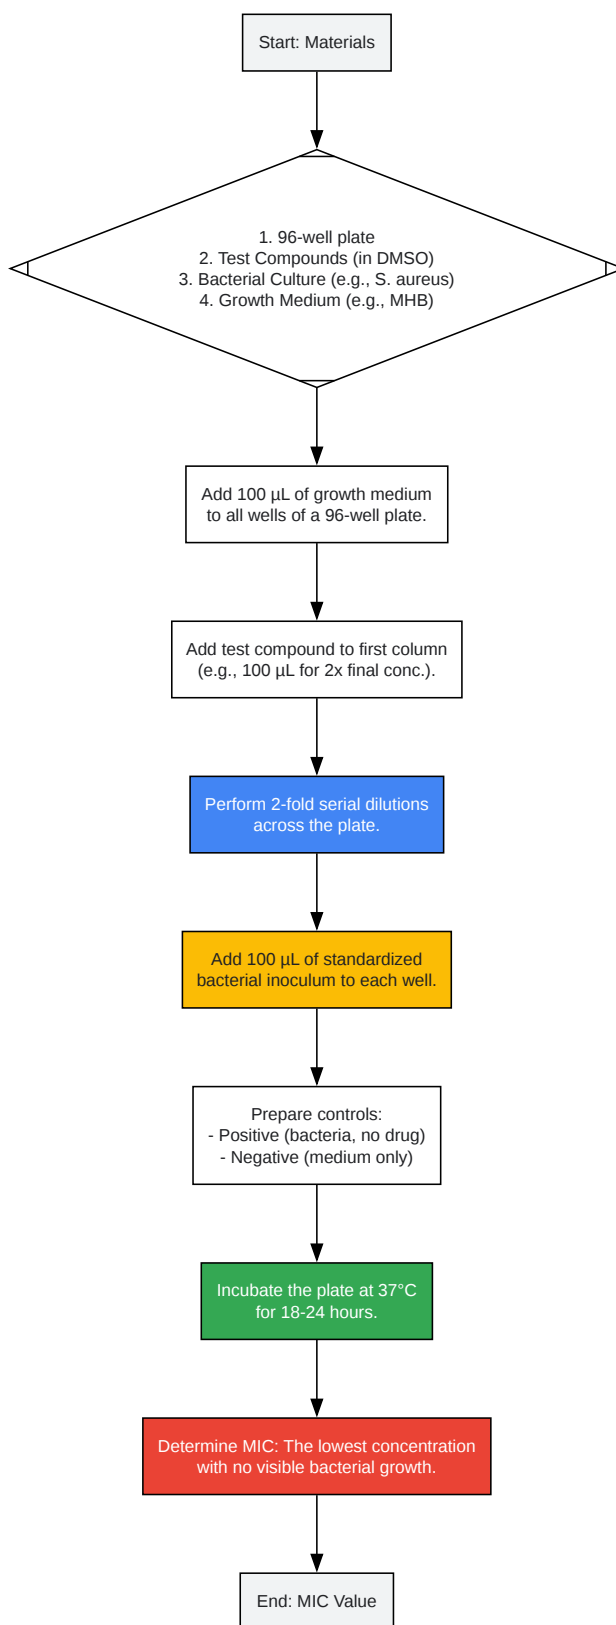 Start: Materials
1. 96-well plate
2. Test Compounds (in DMSO)
3. Bacterial Culture (e.g., S. aureus)
4. Growth Medium (e.g., MHB)
Add 100 µL of growth medium
to all wells of a 96-well plate.
Add test compound to first column
(e.g., 100 µL for 2x final conc.).
Perform 2-fold serial dilutions
across the plate.
Add 100 µL of standardized
bacterial inoculum to each well.
Prepare controls:
- Positive (bacteria, no drug)
- Negative (medium only)
Incubate the plate at 37°C
for 18-24 hours.
Determine MIC: The lowest concentration
with no visible bacterial growth.
End: MIC Value